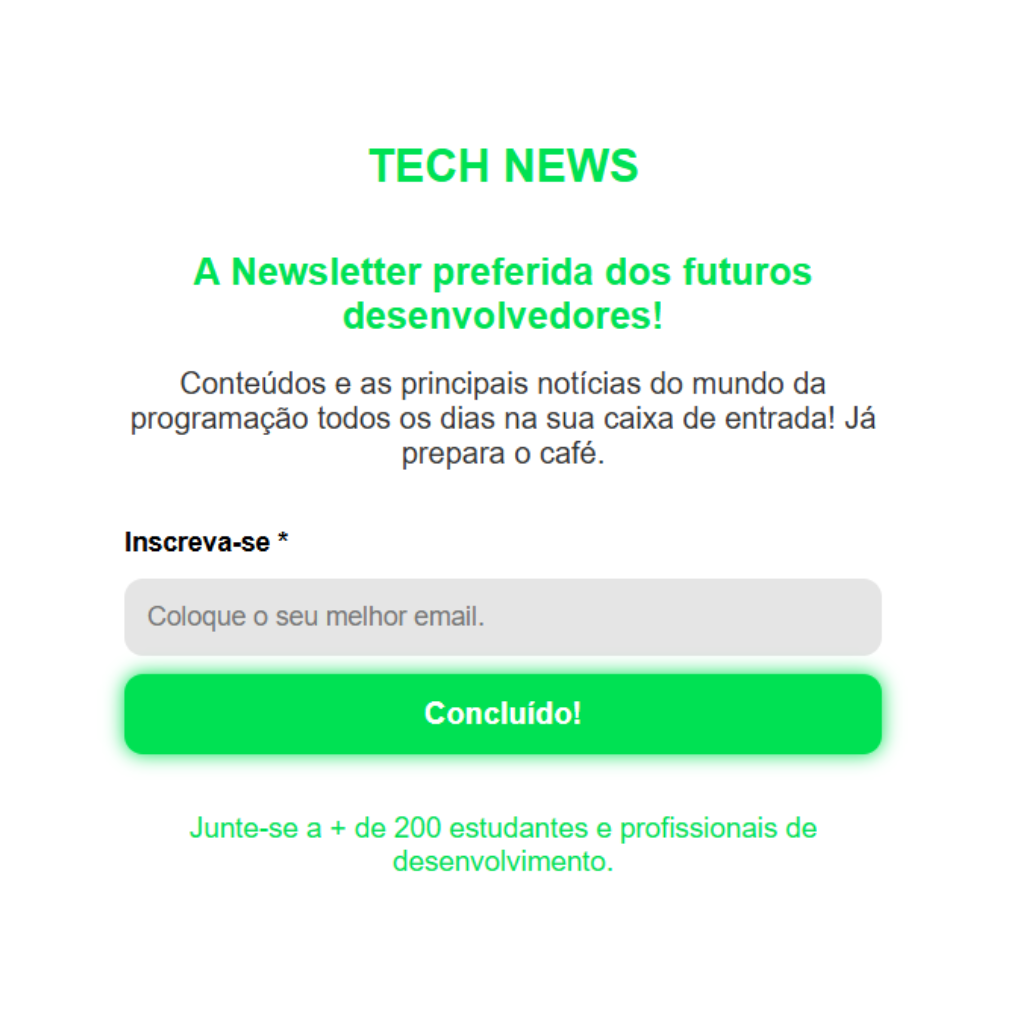 TECH NEWS
A Newsletter preferida dos futuros
desenvolvedores!
Conteúdos e as principais notícias do mundo da
programação todos os dias na sua caixa de entrada! Já
prepara o café.
Inscreva-se *
Coloque o seu melhor email.
Concluído!
Junte-se a + de 200 estudantes e profissionais de
desenvolvimento.